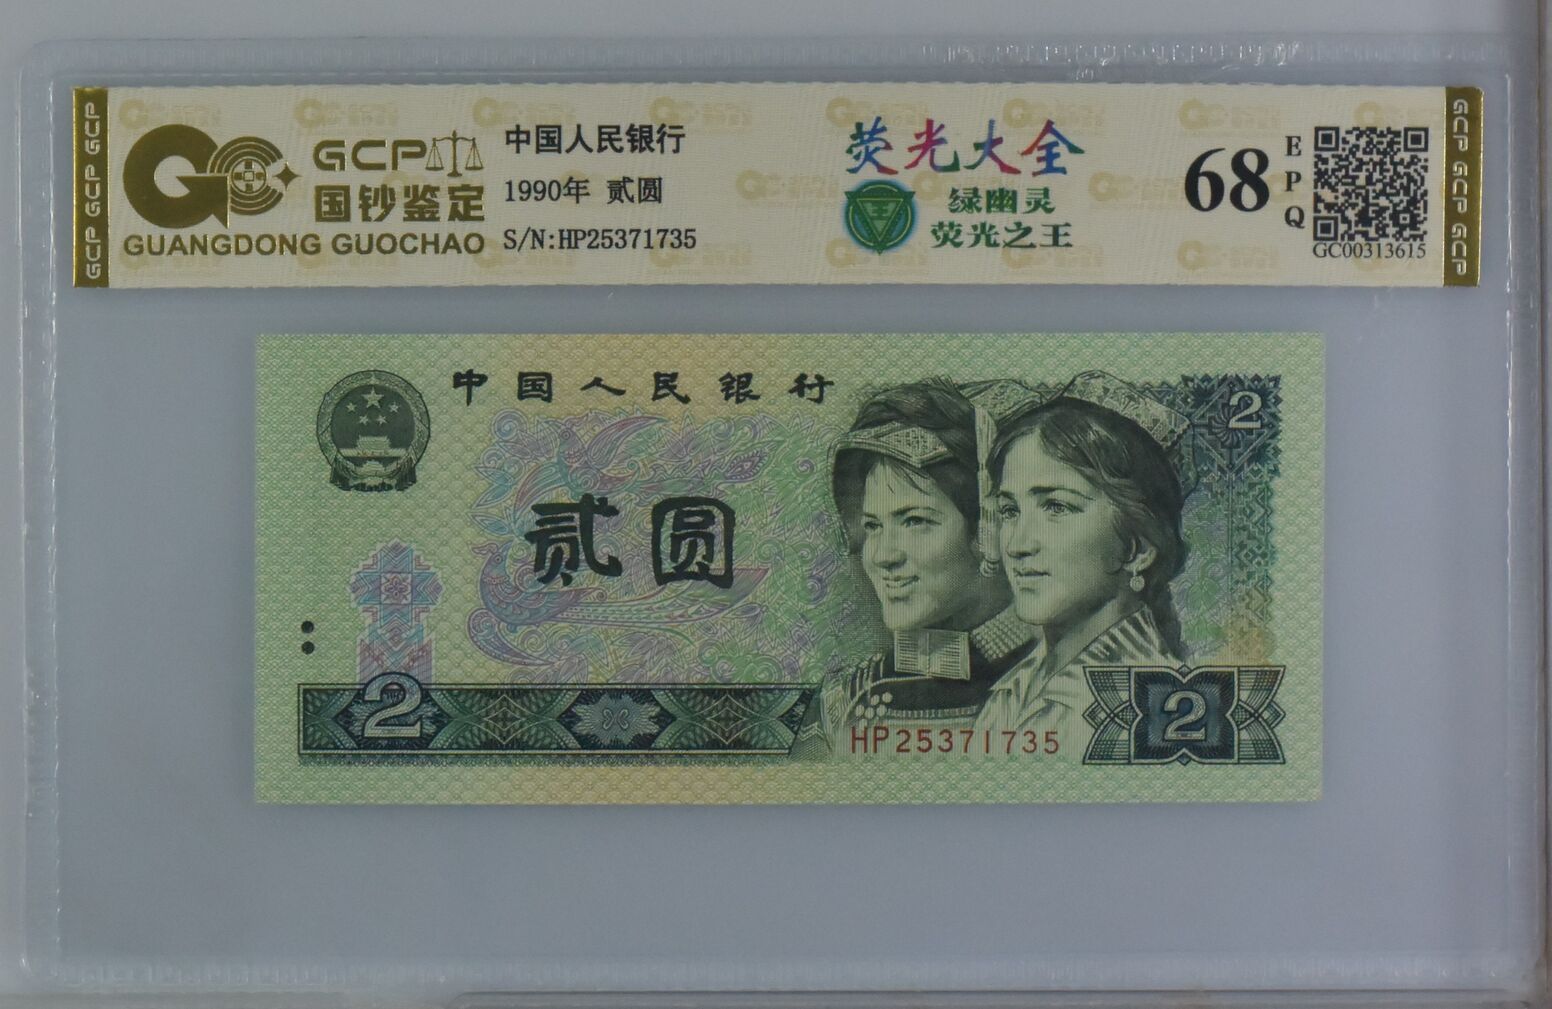 GCP
国钞鉴定
GUANGDONG GUOCHAO
中国人民银行
1990年 贰圆
S/N:HP25371735
荧光大全
绿幽灵
荧光之王
68
EPQ
GC00313615
GCP GCP GCP
GCP GCP GCP
中国人民银行
2
贰圆
2
HP25371735
2